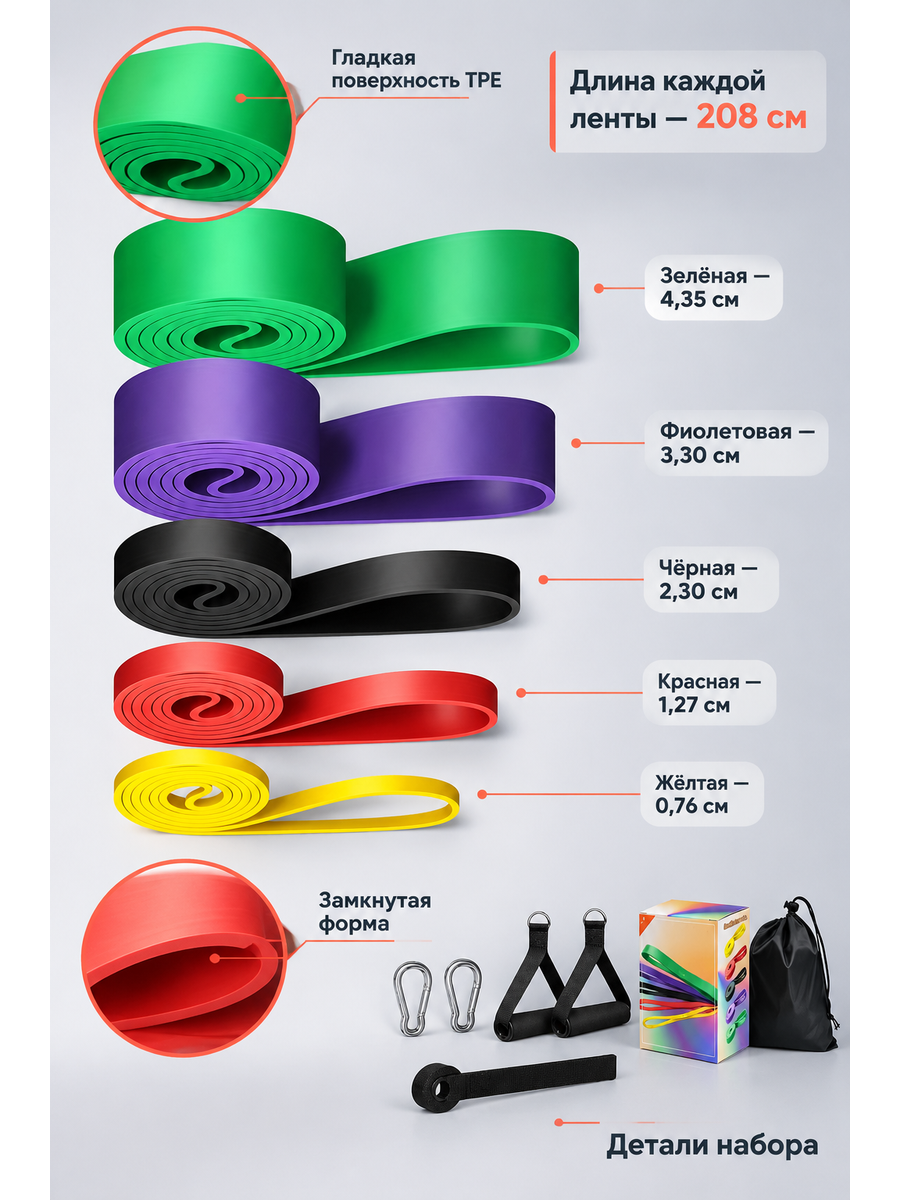 Гладкая
поверхность TPE
Длина каждой
ленты — 208 см
Зелёная —
4,35 см
Фиолетовая —
3,30 см
Чёрная —
2,30 см
Красная —
1,27 см
Жёлтая —
0,76 см
Замкнутая
форма
Детали набора